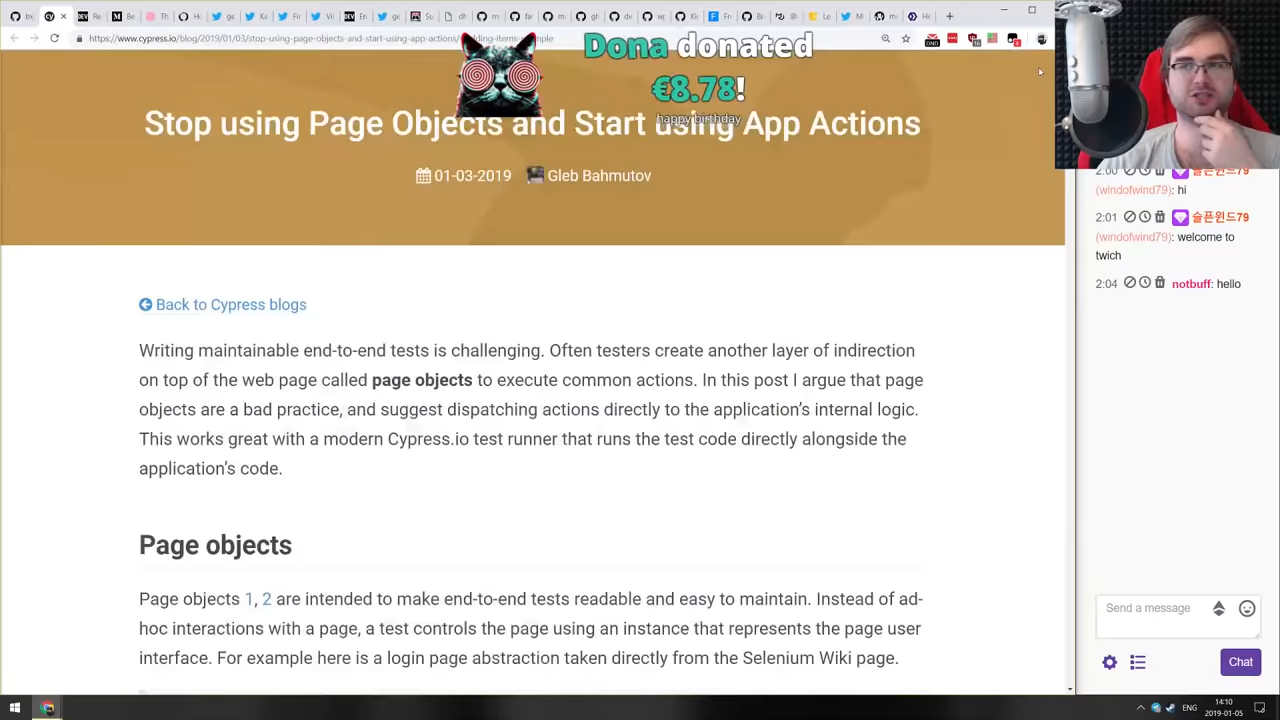 https://www.cypress.io/blog/2019/01/03/stop-using-page-objects-and-start-using-app-actions/
Dona donated
€8.78!
happy birthday
Stop using Page Objects and Start using App Actions
01-03-2019 Gleb Bahmutov
Back to Cypress blogs
Writing maintainable end-to-end tests is challenging. Often testers create another layer of indirection
on top of the web page called page objects to execute common actions. In this post I argue that page
objects are a bad practice, and suggest dispatching actions directly to the application's internal logic.
This works great with a modern Cypress.io test runner that runs the test code directly alongside the
application's code.
Page objects
Page objects 1, 2 are intended to make end-to-end tests readable and easy to maintain. Instead of ad-
hoc interactions with a page, a test controls the page using an instance that represents the page user
interface. For example here is a login page abstraction taken directly from the Selenium Wiki page.
2:00 슬픈윈드79
(windofwind79): hi
2:01 슬픈윈드79
(windofwind79): welcome to
twich
2:04 notbuff: hello
Send a message
Chat
ENG
14:10
2019-01-05